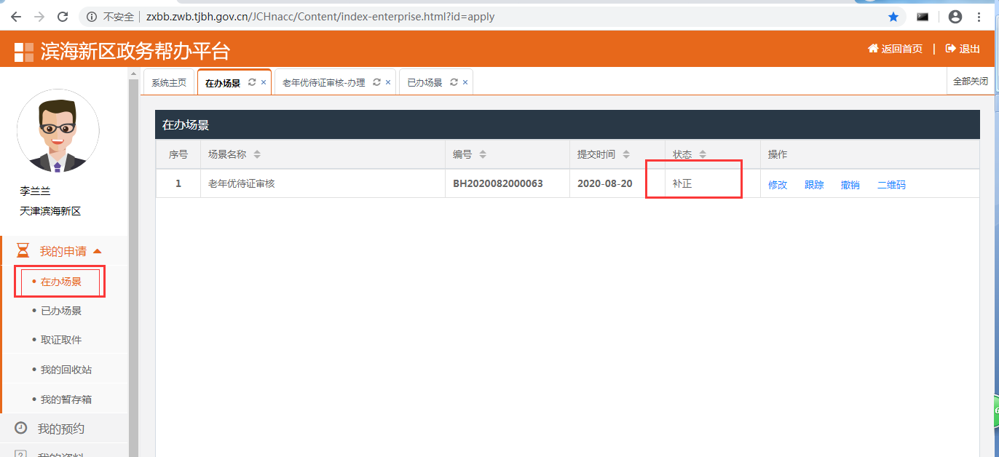 不安全 zxbb.zwb.tjbh.gov.cn/JCHnacc/Content/index-enterprise.html?id=apply
滨海新区政务帮办平台 返回首页 | 退出
系统主页 在办场景 × 老年优待证审核-办理 × 已办场景 × 全部关闭
在办场景
序号 场景名称 编号 提交时间 状态 操作
1 老年优待证审核 BH2020082000063 2020-08-20 补正 修改 跟踪 撤销 二维码
李兰兰
天津滨海新区
我的申请
• 在办场景
• 已办场景
• 取证取件
• 我的回收站
• 我的暂存箱
我的预约
我的资料